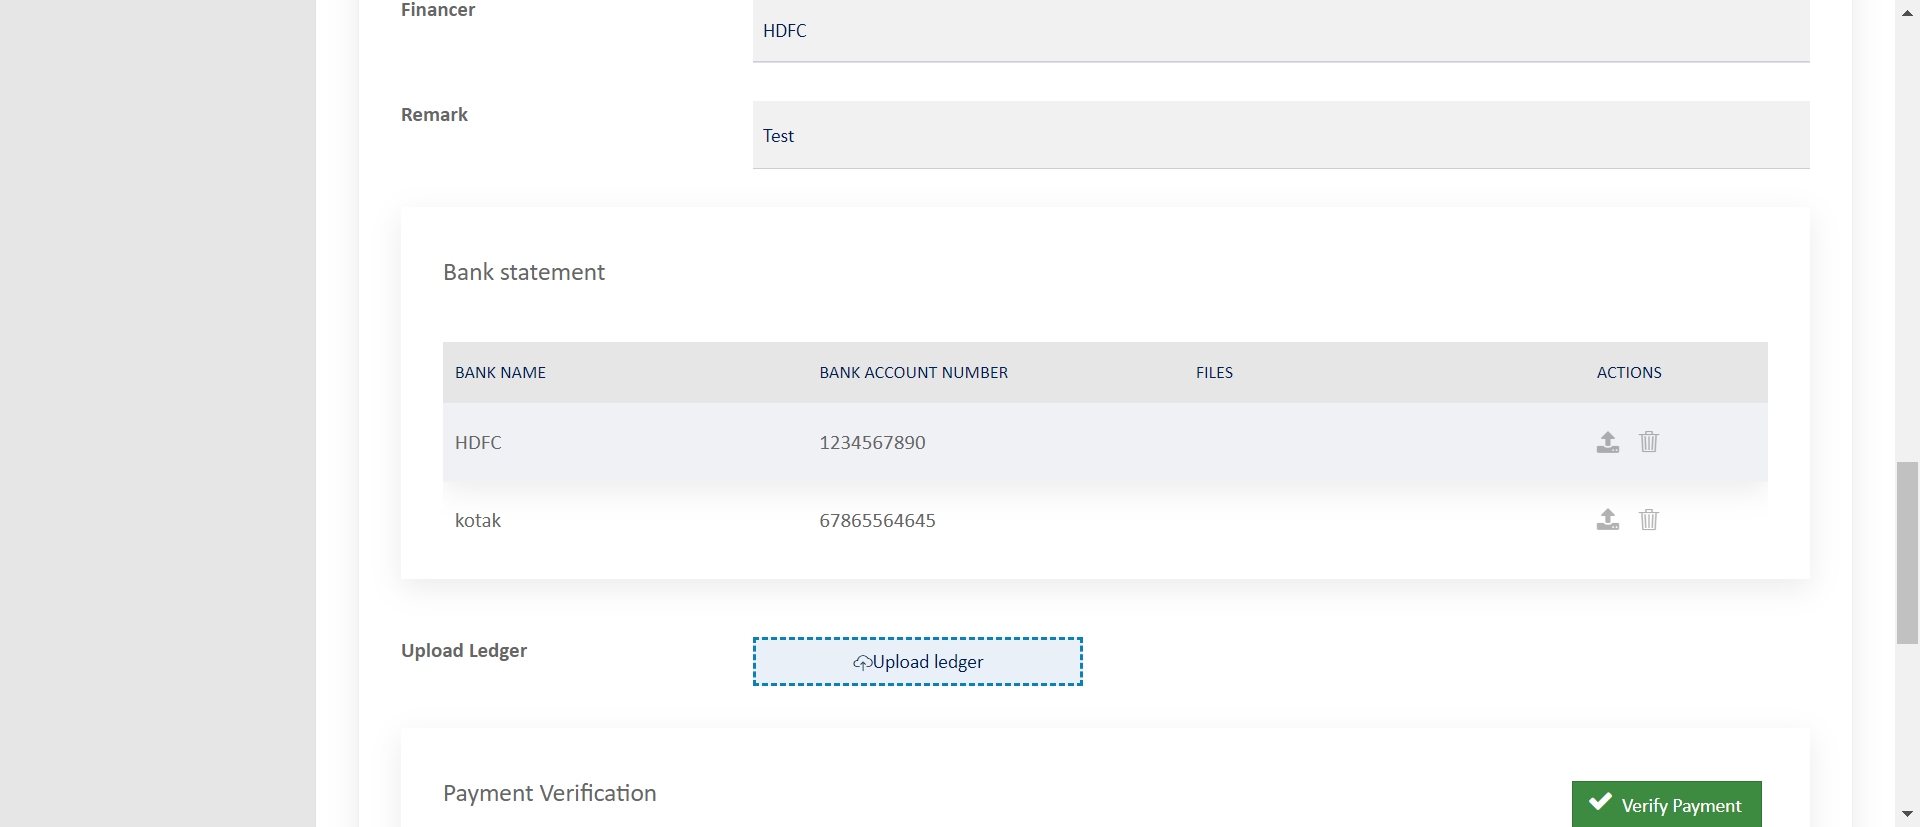 Financer
HDFC
Remark
Test
Bank statement
BANK NAME BANK ACCOUNT NUMBER FILES ACTIONS
HDFC 1234567890
kotak 67865564645
Upload Ledger
Upload ledger
Payment Verification
Verify Payment